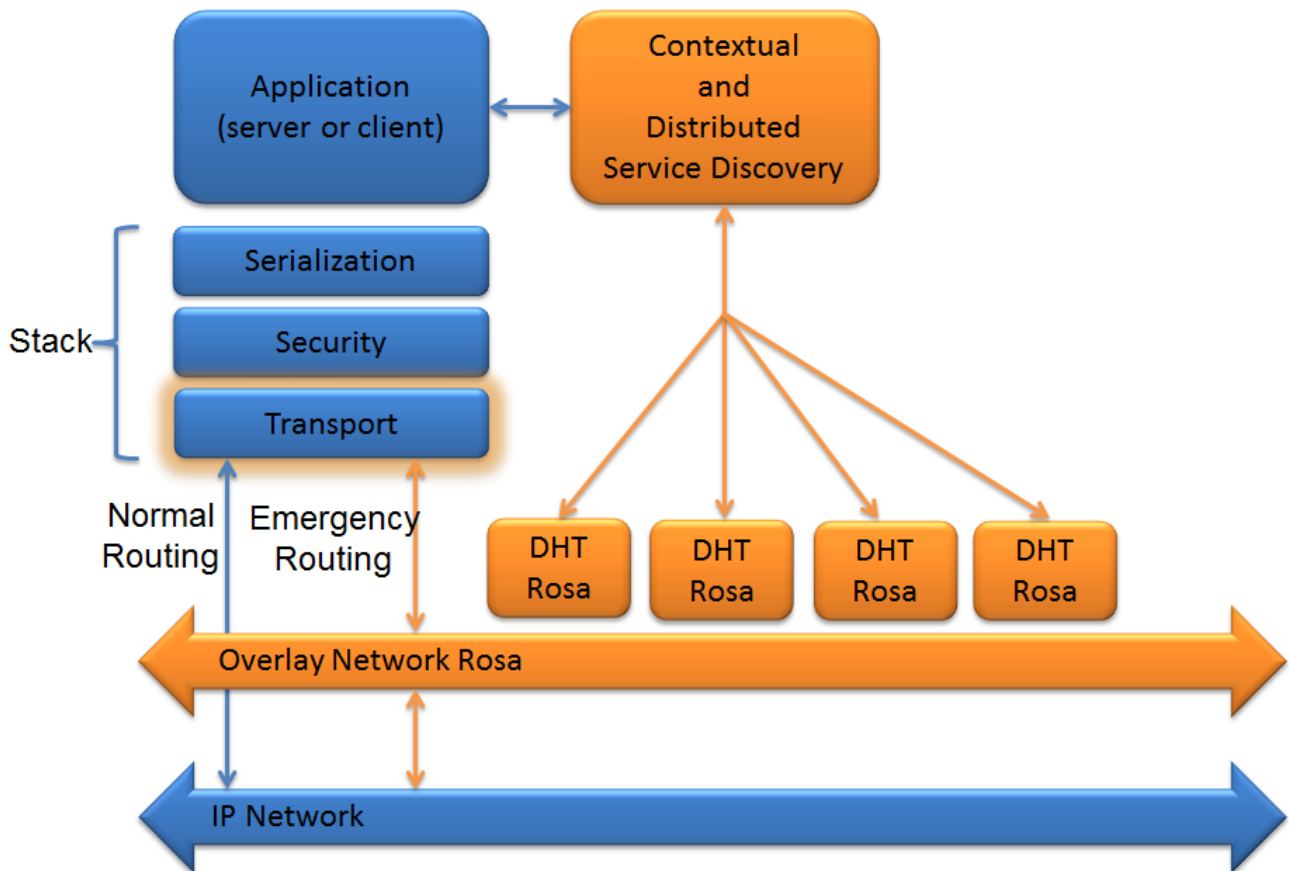 Application
(server or client)
Contextual
and
Distributed
Service Discovery
Serialization
Stack
Security
Transport
Normal
Routing
Emergency
Routing
DHT
Rosa
DHT
Rosa
DHT
Rosa
DHT
Rosa
Overlay Network Rosa
IP Network